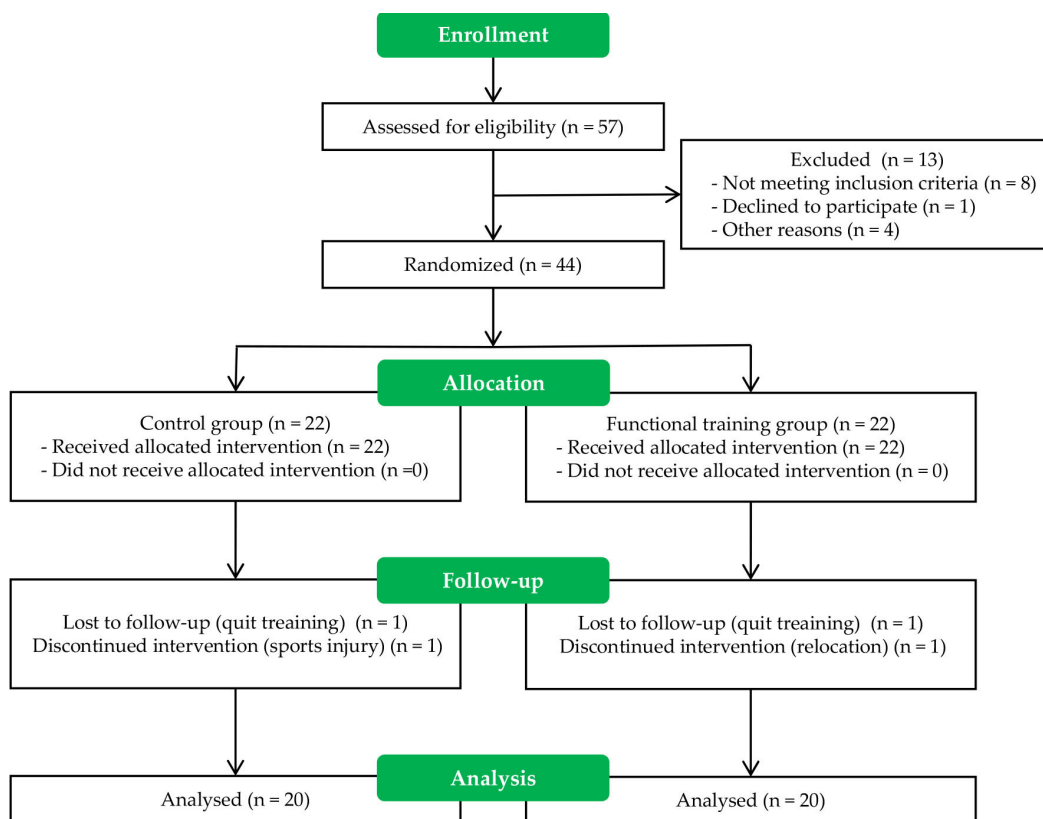 Enrollment
Assessed for eligibility (n = 57)
Excluded  (n = 13)
- Not meeting inclusion criteria (n = 8)
- Declined to participate (n = 1)
- Other reasons (n = 4)
Randomized (n = 44)
Allocation
Control group (n = 22)
- Received allocated intervention (n = 22)
- Did not receive allocated intervention (n =0)
Functional training group (n = 22)
- Received allocated intervention (n = 22)
- Did not receive allocated intervention (n = 0)
Follow-up
Lost to follow-up (quit treaining)  (n = 1)
Discontinued intervention (sports injury) (n = 1)
Lost to follow-up (quit treaining)  (n = 1)
Discontinued intervention (relocation) (n = 1)
Analysis
Analysed (n = 20)
Analysed (n = 20)